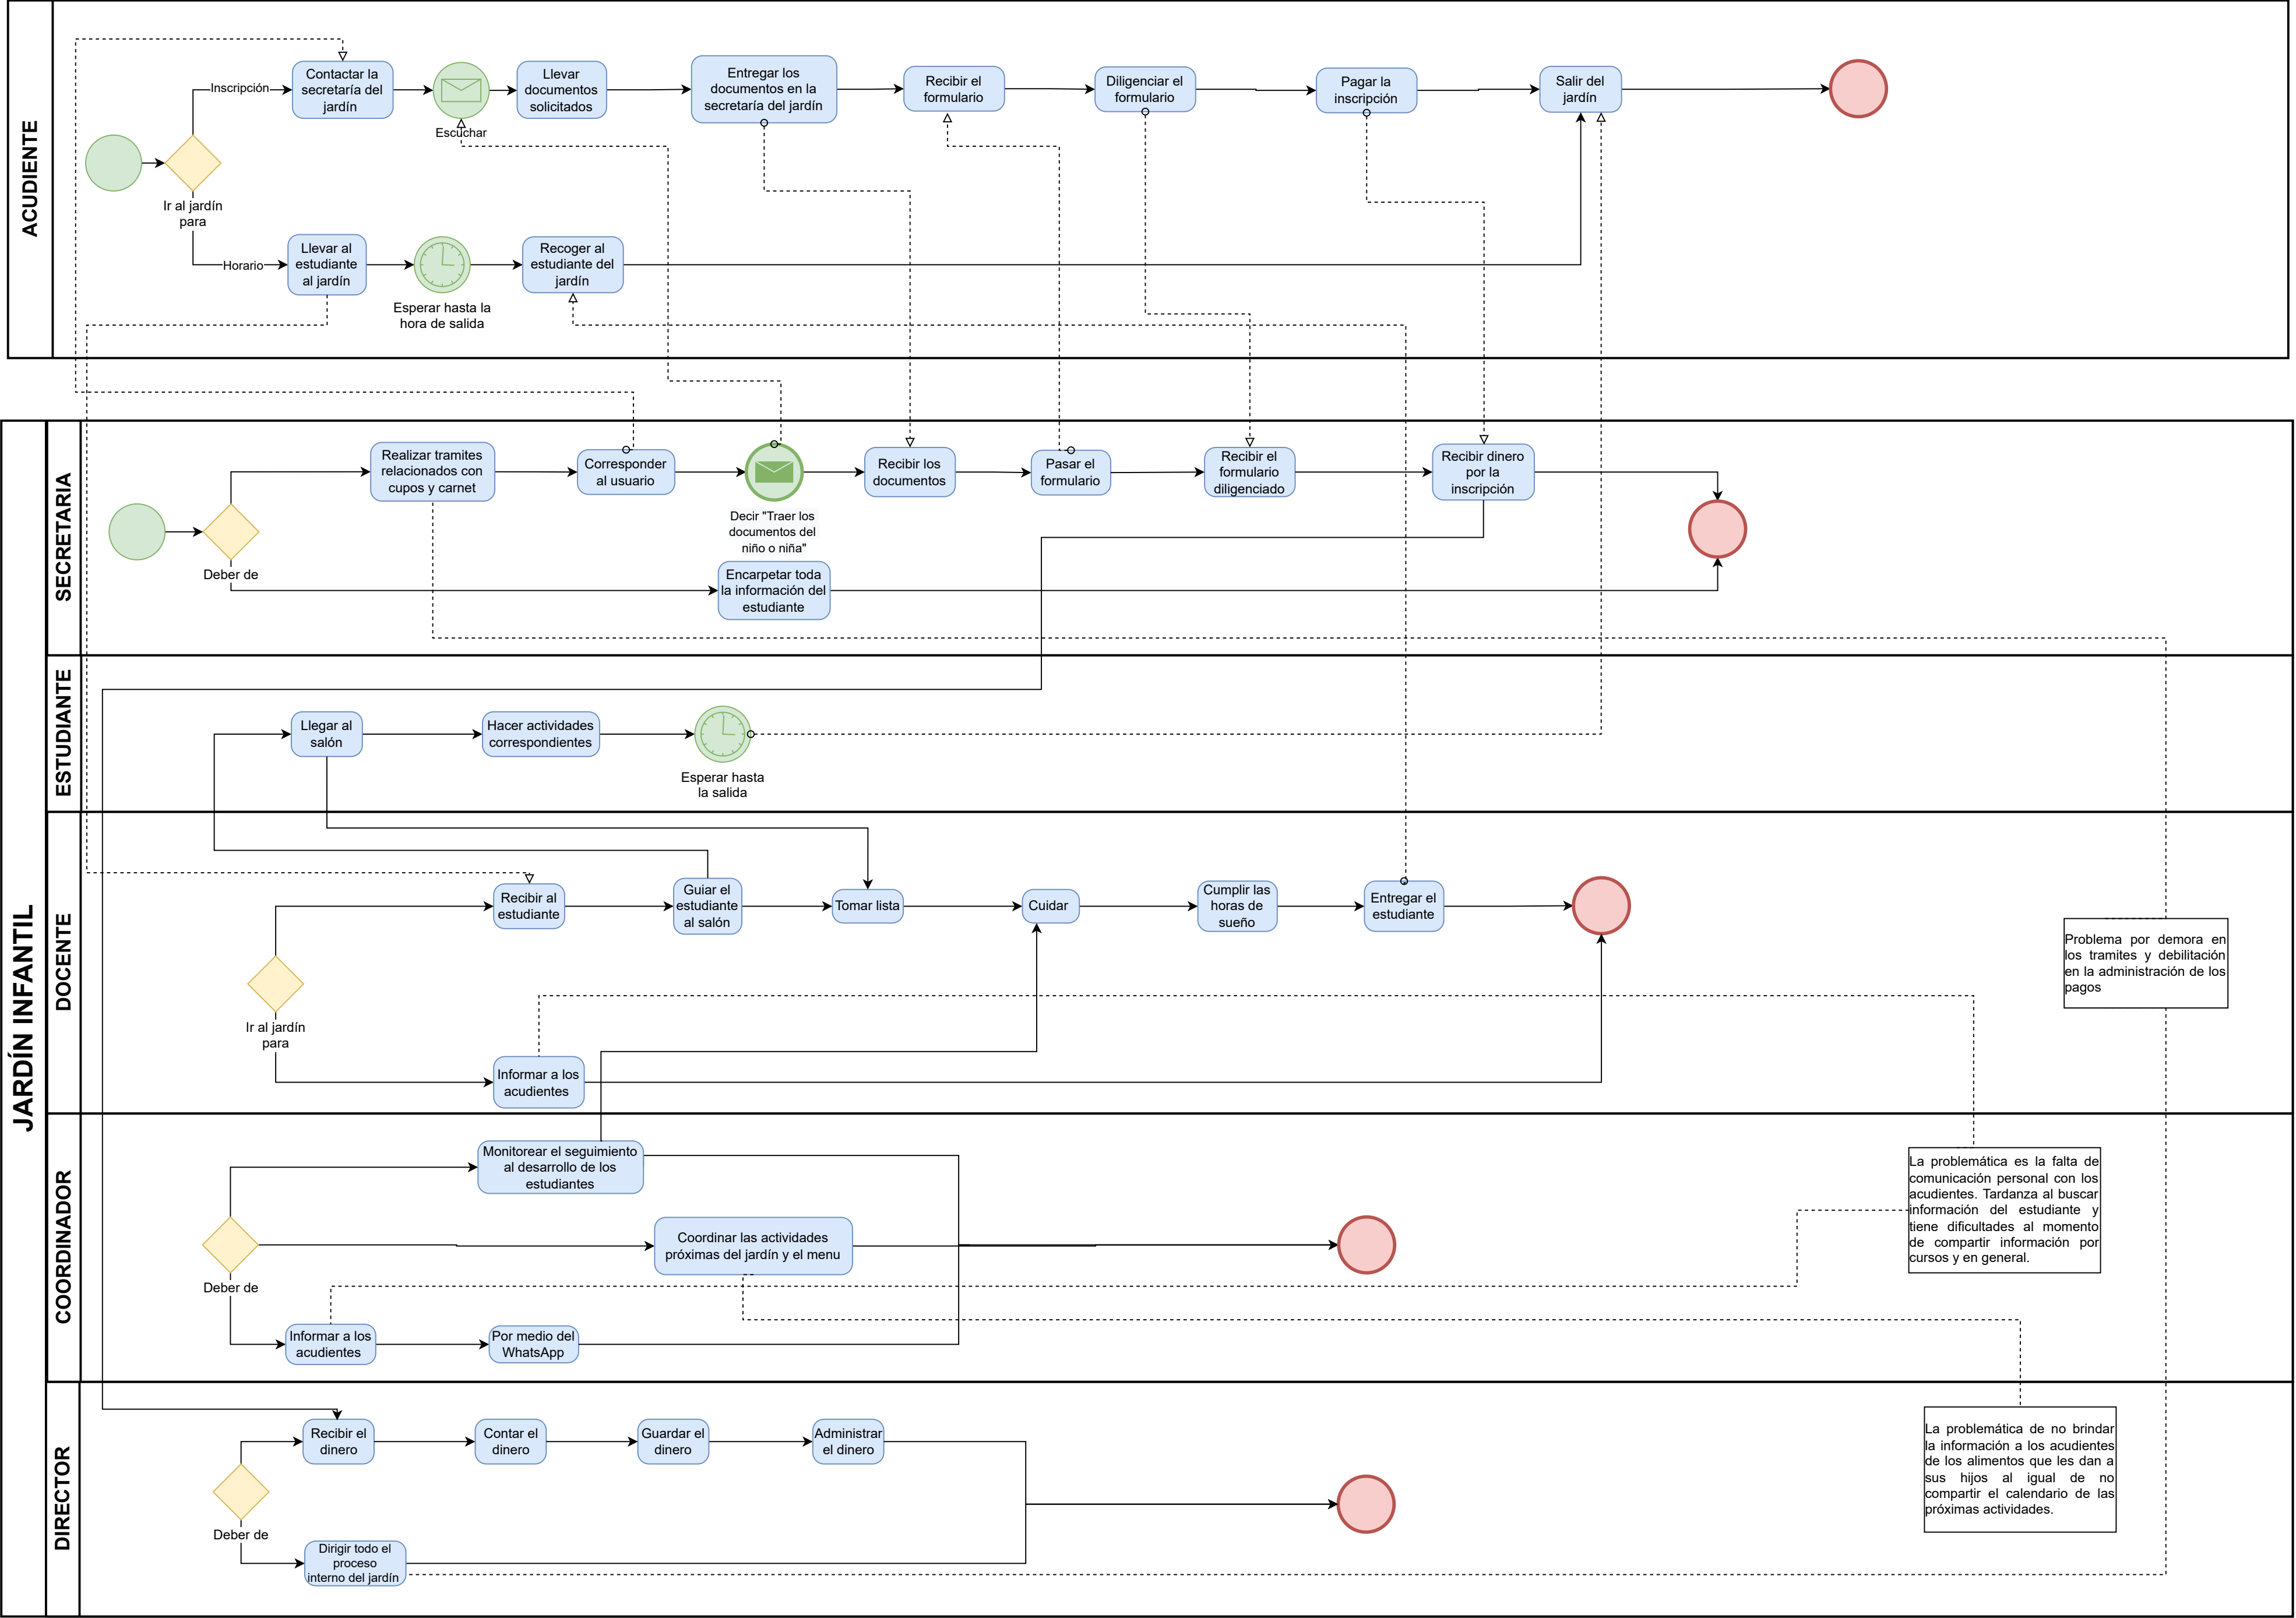 ACUDIENTE
Inscripción
Contactar la
secretaría del
jardín
Escuchar
Llevar
documentos
solicitados
Entregar los
documentos en la
secretaría del jardín
Recibir el
formulario
Diligenciar el
formulario
Pagar la
inscripción
Salir del
jardín
Ir al jardín
para
Horario
Llevar al
estudiante
al jardín
Esperar hasta la
hora de salida
Recoger al
estudiante del
jardín
JARDÍN INFANTIL
SECRETARIA
Deber de
Realizar tramites
relacionados con
cupos y carnet
Corresponder
al usuario
Decir "Traer los
documentos del
niño o niña"
Recibir los
documentos
Pasar el
formulario
Recibir el
formulario
diligenciado
Recibir dinero
por la
inscripción
Encarpetar toda
la información del
estudiante
ESTUDIANTE
Llegar al
salón
Hacer actividades
correspondientes
Esperar hasta
la salida
DOCENTE
Ir al jardín
para
Recibir al
estudiante
Guiar el
estudiante
al salón
Tomar lista
Cuidar
Cumplir las
horas de
sueño
Entregar el
estudiante
Informar a los
acudientes
Problema por demora en
los tramites y debilitación
en la administración de los
pagos
COORDINADOR
Deber de
Monitorear el seguimiento
al desarrollo de los
estudiantes
Coordinar las actividades
próximas del jardín y el menu
Informar a los
acudientes
Por medio del
WhatsApp
La problemática es la falta de
comunicación personal con los
acudientes. Tardanza al buscar
información del estudiante y
tiene dificultades al momento
de compartir información por
cursos y en general.
DIRECTOR
Deber de
Recibir el
dinero
Contar el
dinero
Guardar el
dinero
Administrar
el dinero
Dirigir todo el
proceso
interno del jardín
La problemática de no brindar
la información a los acudientes
de los alimentos que les dan a
sus hijos al igual de no
compartir el calendario de las
próximas actividades.